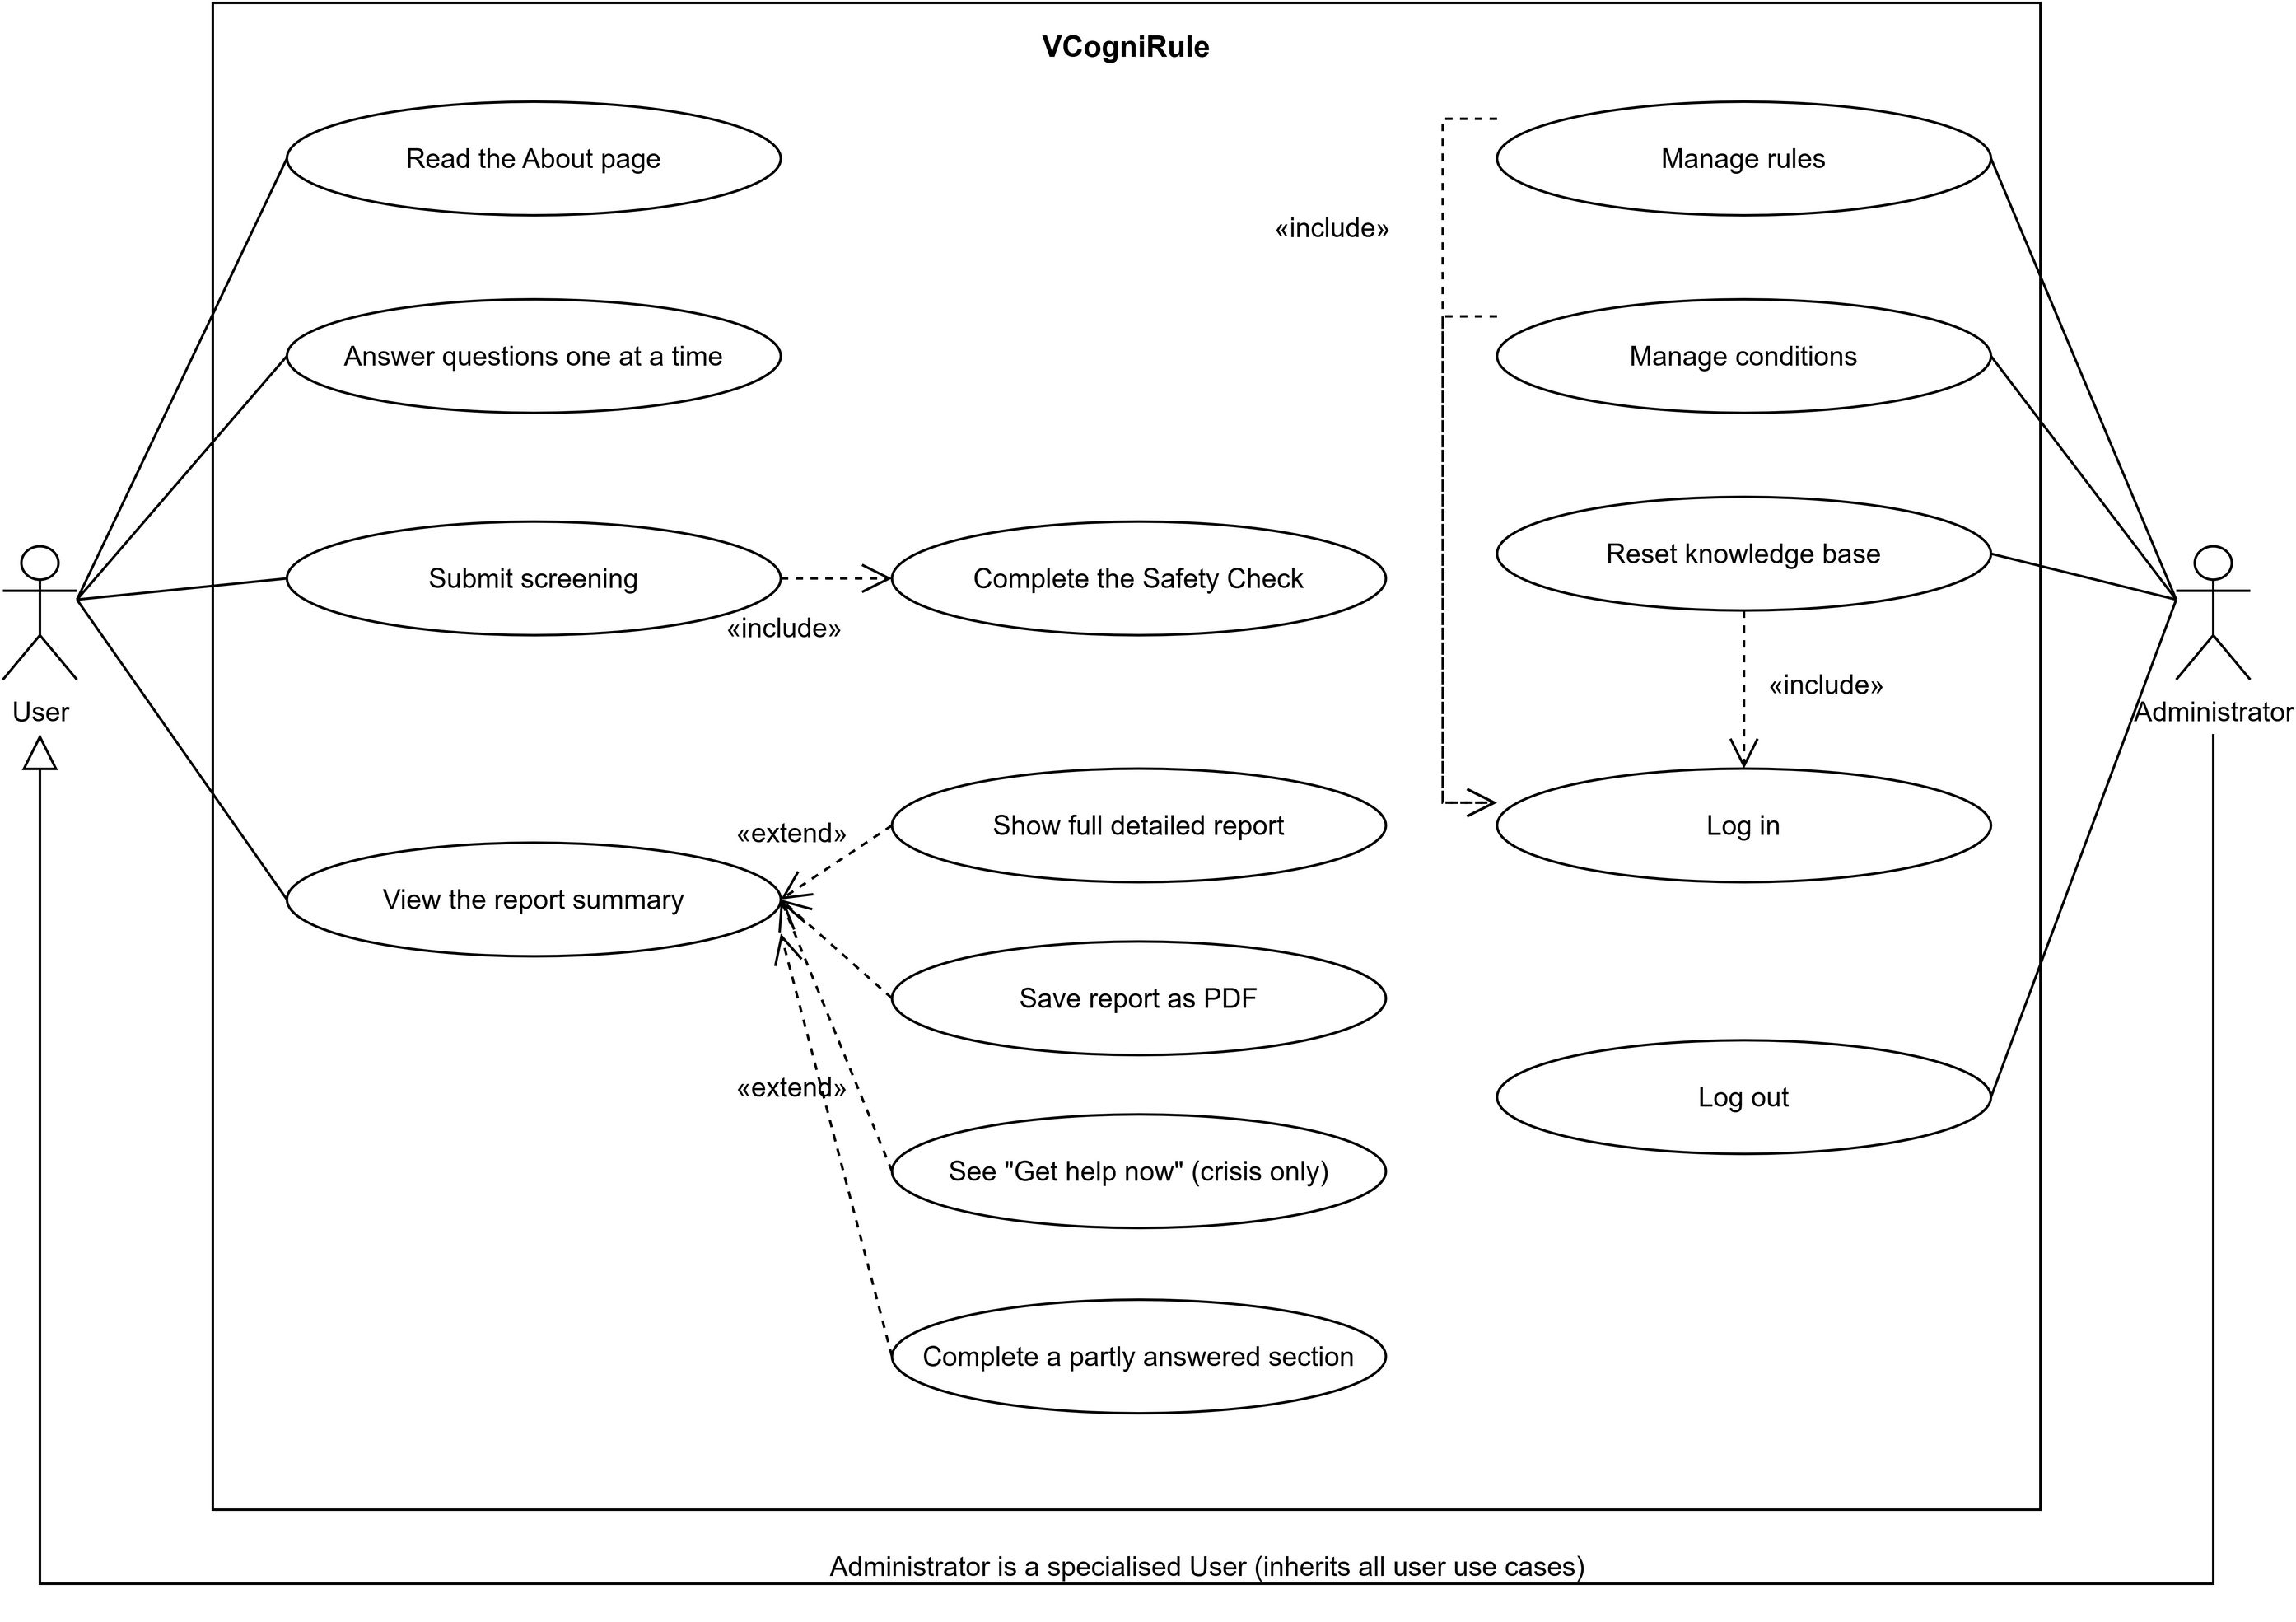 VCogniRule
Read the About page
Manage rules
«include»
Answer questions one at a time
Manage conditions
Reset knowledge base
Submit screening
Complete the Safety Check
«include»
«include»
User
Administrator
Show full detailed report
«extend»
Log in
View the report summary
Save report as PDF
«extend»
Log out
See "Get help now" (crisis only)
Complete a partly answered section
Administrator is a specialised User (inherits all user use cases)